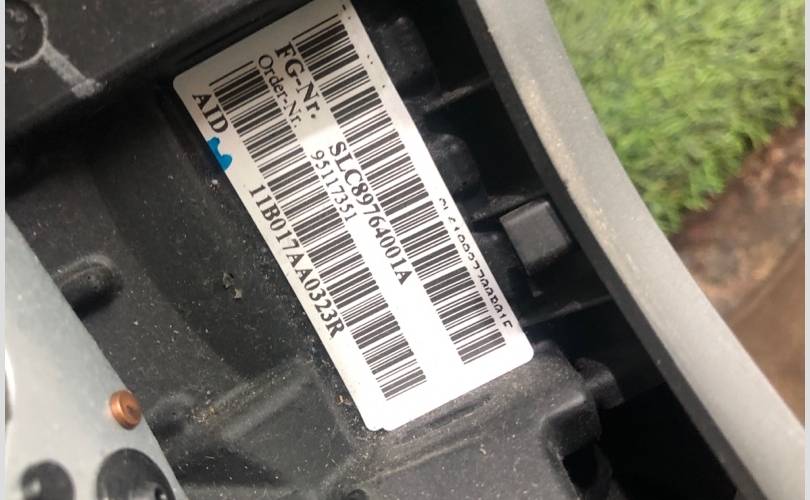 FG-Nr. SLC89764001A
Order-Nr. 95117351
AID 11B017AA0323R